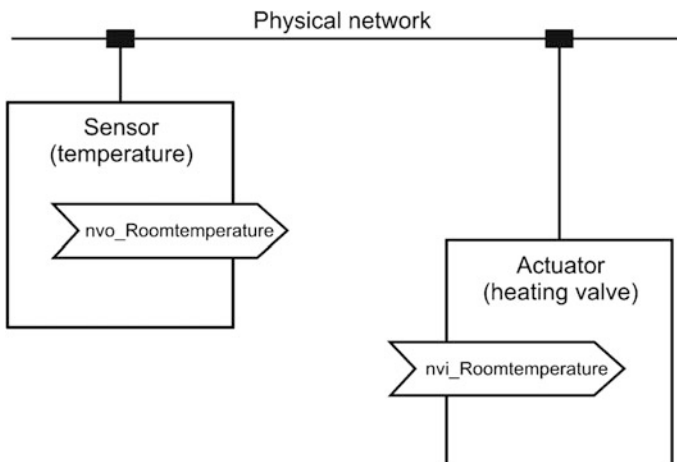 Physical network
Sensor
(temperature)
nvo_Roomtemperature
Actuator
(heating valve)
nvi_Roomtemperature